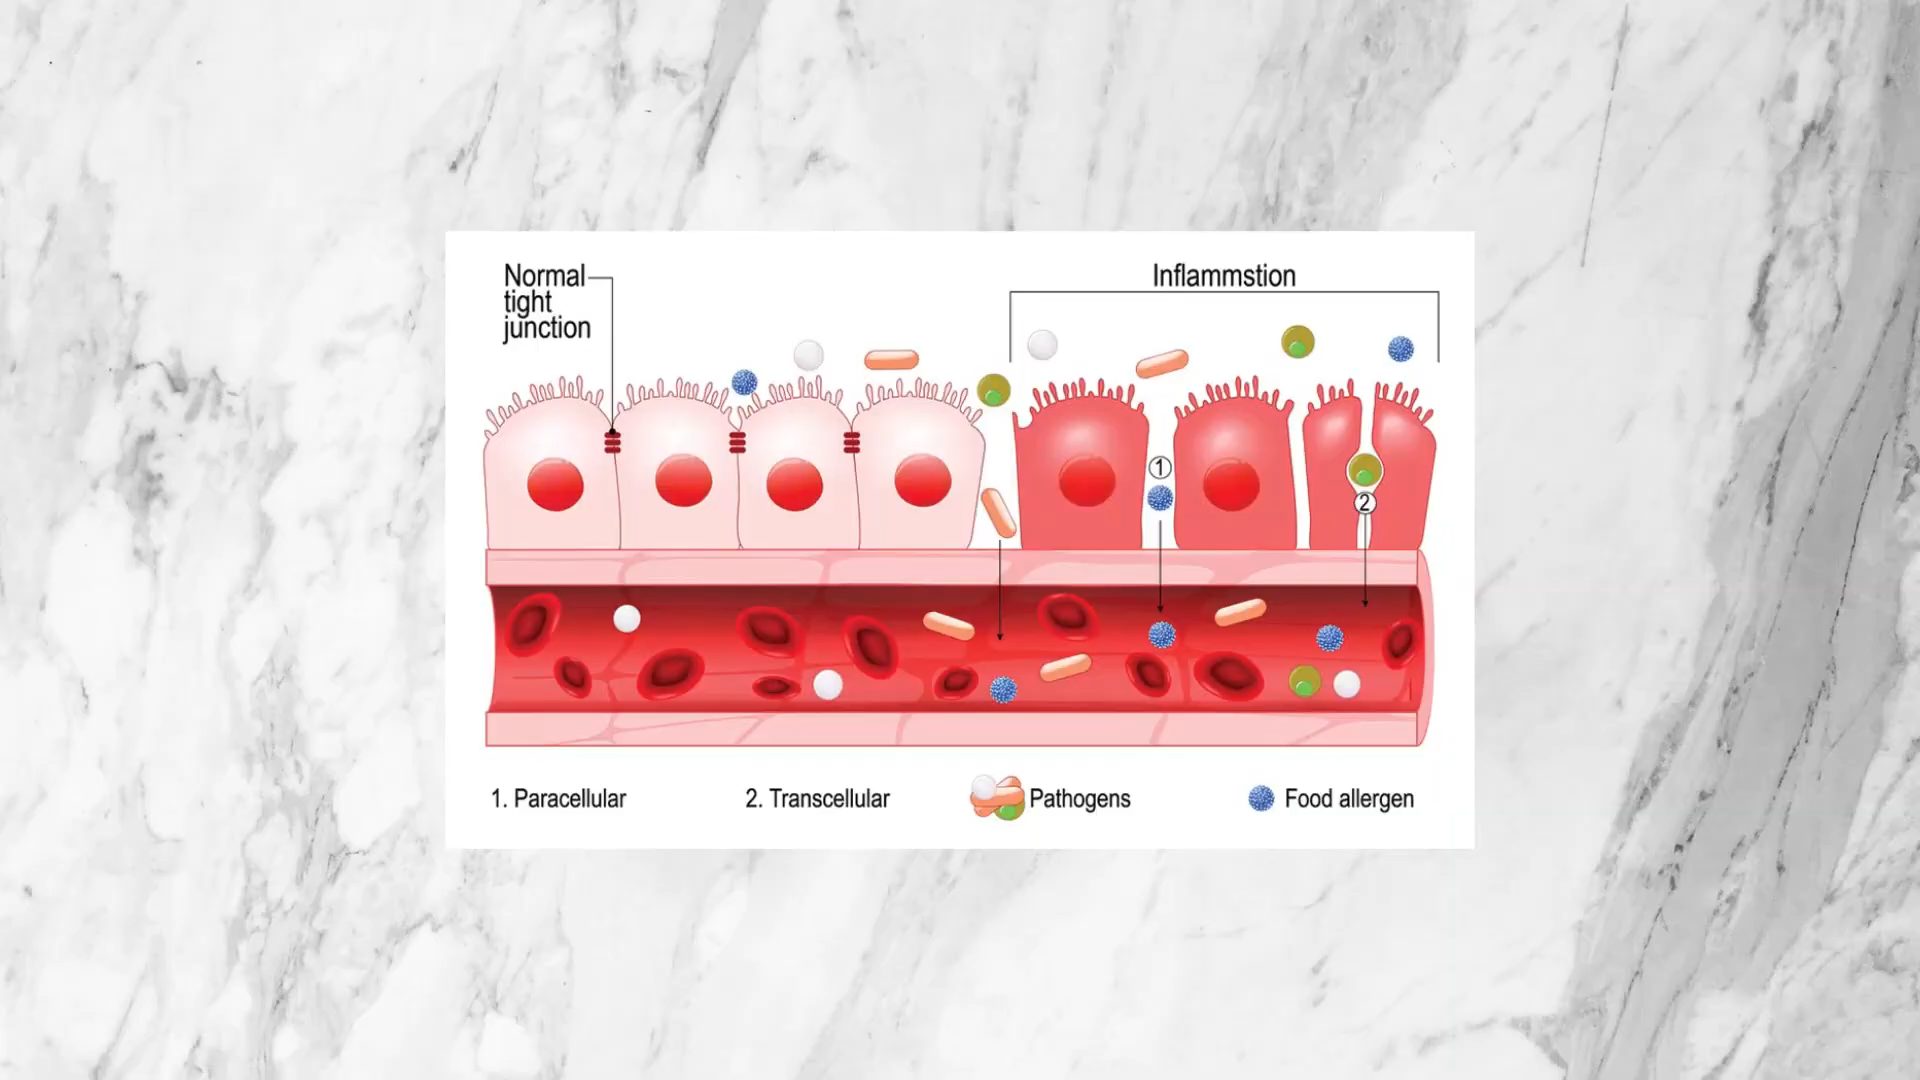 Normal
tight
junction
Inflammstion
1
2
1. Paracellular
2. Transcellular
Pathogens
Food allergen